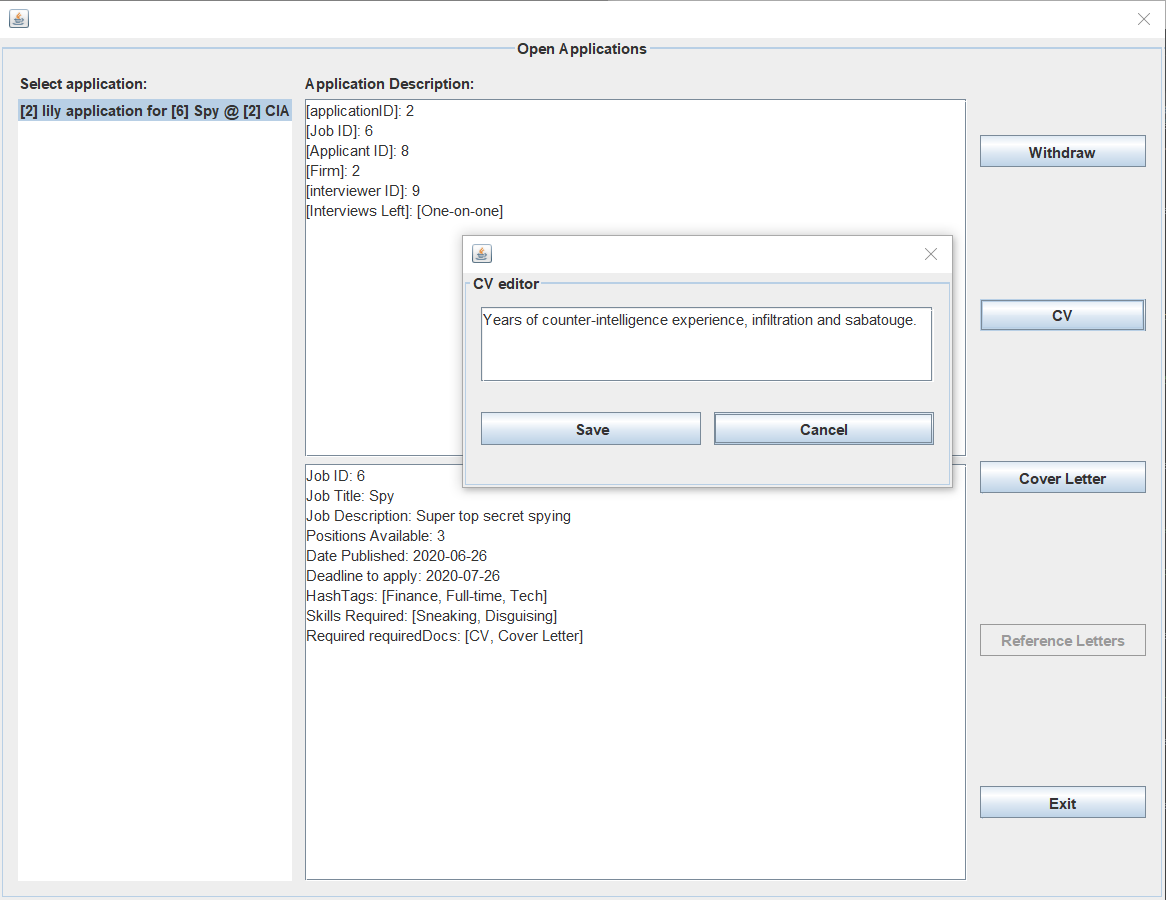 Open Applications
Select application:
[2] lily application for [6] Spy @ [2] CIA
Application Description:
[applicationID]: 2
[Job ID]: 6
[Applicant ID]: 8
[Firm]: 2
[interviewer ID]: 9
[Interviews Left]: [One-on-one]
CV editor
Years of counter-intelligence experience, infiltration and sabatouge.
Save
Cancel
Job ID: 6
Job Title: Spy
Job Description: Super top secret spying
Positions Available: 3
Date Published: 2020-06-26
Deadline to apply: 2020-07-26
HashTags: [Finance, Full-time, Tech]
Skills Required: [Sneaking, Disguising]
Required requiredDocs: [CV, Cover Letter]
Withdraw
CV
Cover Letter
Reference Letters
Exit